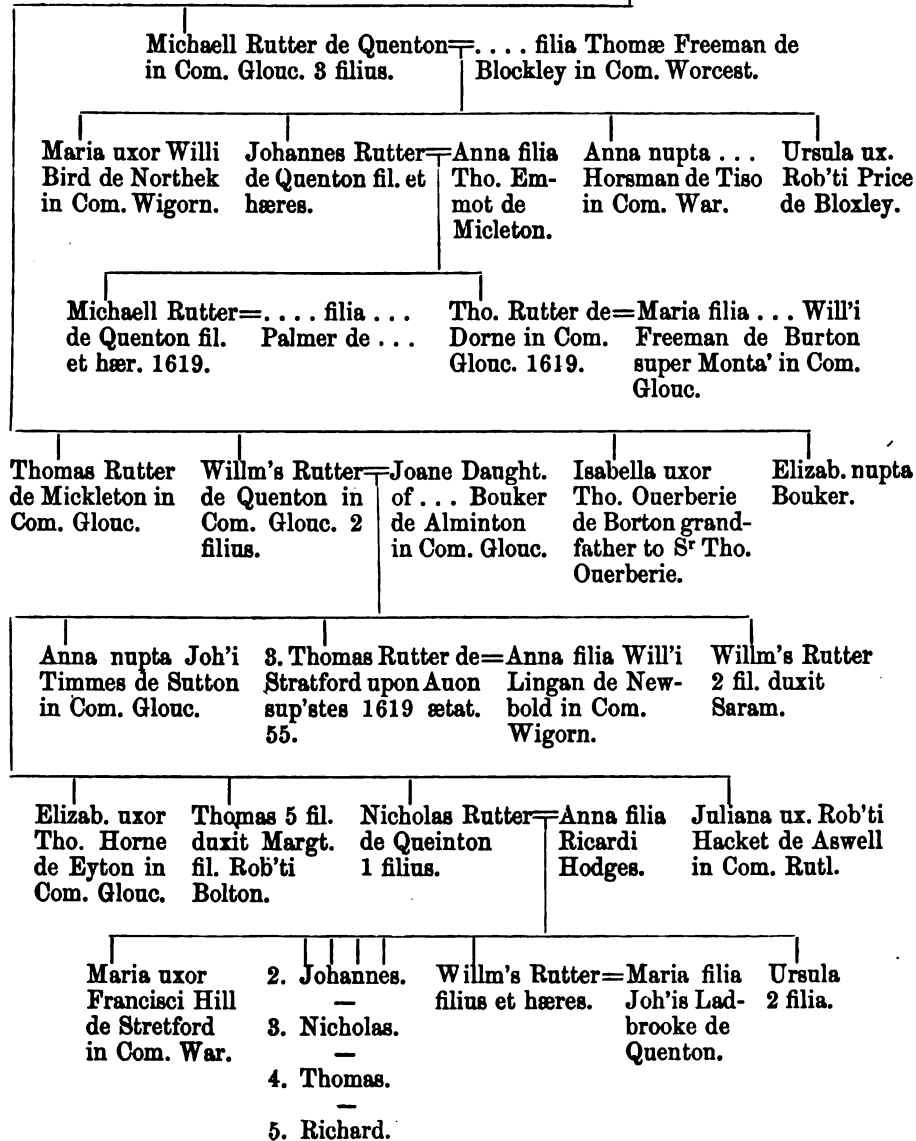 Michaell Rutter de Quenton=. . . . filia Thomæ Freeman de
in Com. Glouc. 3 filius. Blockley in Com. Worcest.
Maria uxor Willi
Bird de Northek
in Com. Wigorn.
Johannes Rutter=
de Quenton fil. et
hæres.
Anna filia
Tho. Em-
mot de
Micleton.
Anna nupta . . .
Horsman de Tiso
in Com. War.
Ursula ux.
Rob'ti Price
de Bloxley.
Michaell Rutter=
de Quenton fil.
et hær. 1619.
. . . . filia . . .
Palmer de . . .
Tho. Rutter de=
Dorne in Com.
Glouc. 1619.
Maria filia . . . Will'i
Freeman de Burton
super Monta' in Com.
Glouc.
Thomas Rutter
de Mickleton in
Com. Glouc.
Willm's Rutter=
de Quenton in
Com. Glouc. 2
filius.
Joane Daught.
of . . . Bouker
de Alminton
in Com. Glouc.
Isabella uxor
Tho. Ouerberie
de Borton grand-
father to Sʳ Tho.
Ouerberie.
Elizab. nupta
Bouker.
Anna nupta Joh'i
Timmes de Sutton
in Com. Glouc.
3. Thomas Rutter de=
Stratford upon Auon
sup'stes 1619 ætat.
55.
Anna filia Will'i
Lingan de New-
bold in Com.
Wigorn.
Willm's Rutter
2 fil. duxit
Saram.
Elizab. uxor
Tho. Horne
de Eyton in
Com. Glouc.
Thomas 5 fil.
duxit Margt.
fil. Rob'ti
Bolton.
Nicholas Rutter=
de Queinton
1 filius.
Anna filia
Ricardi
Hodges.
Juliana ux. Rob'ti
Hacket de Aswell
in Com. Rutl.
Maria uxor
Francisci Hill
de Stretford
in Com. War.
2. Johannes.
—
3. Nicholas.
—
4. Thomas.
—
5. Richard.
Willm's Rutter=
filius et hæres.
Maria filia
Joh'is Lad-
brooke de
Quenton.
Ursula
2 filia.